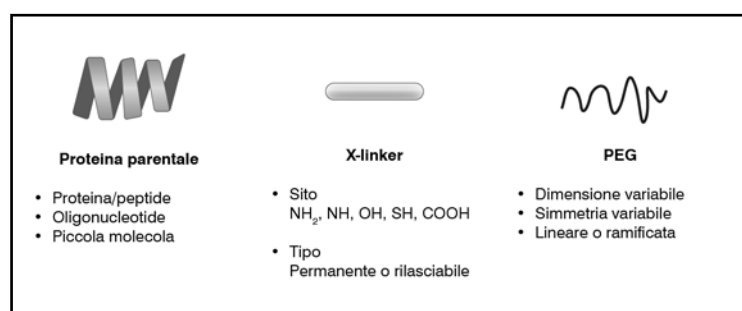 Proteina parentale
• Proteina/peptide
• Oligonucleotide
• Piccola molecola
X-linker
• Sito
NH₂, NH, OH, SH, COOH
• Tipo
Permanente o rilasciabile
PEG
• Dimensione variabile
• Simmetria variabile
• Lineare o ramificata